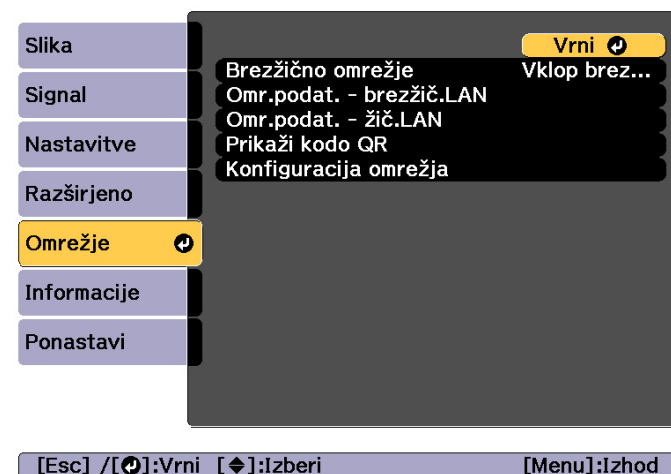 Slika
Signal
Nastavitve
Razširjeno
Omrežje
Informacije
Ponastavi
Vrni
Brezžično omrežje Vklop brez...
Omr.podat. - brezžič.LAN
Omr.podat. - žič.LAN
Prikaži kodo QR
Konfiguracija omrežja
[Esc] /[⏎]:Vrni [◆]:Izberi [Menu]:Izhod